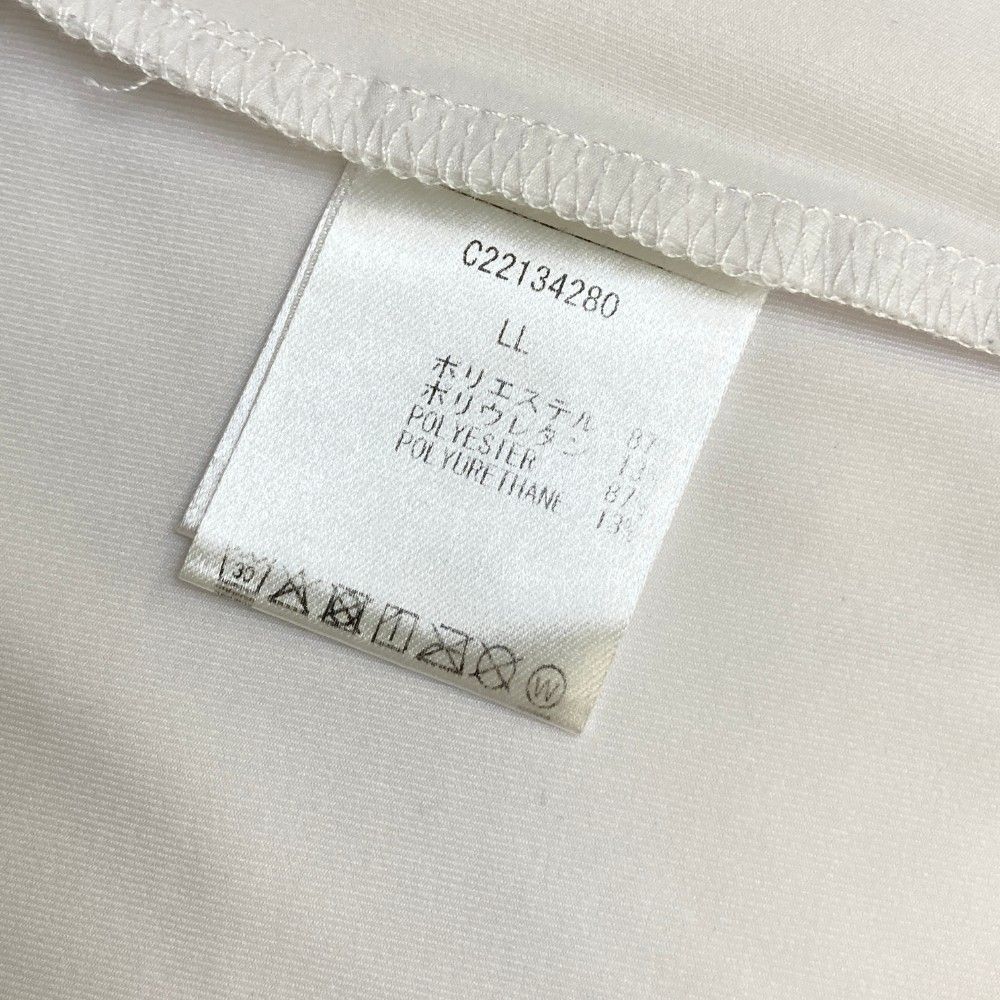 C22134280
LL
ポリエステル 87
ポリウレタン 13
POLYESTER 87
POLYURETHANE 13%
30
W